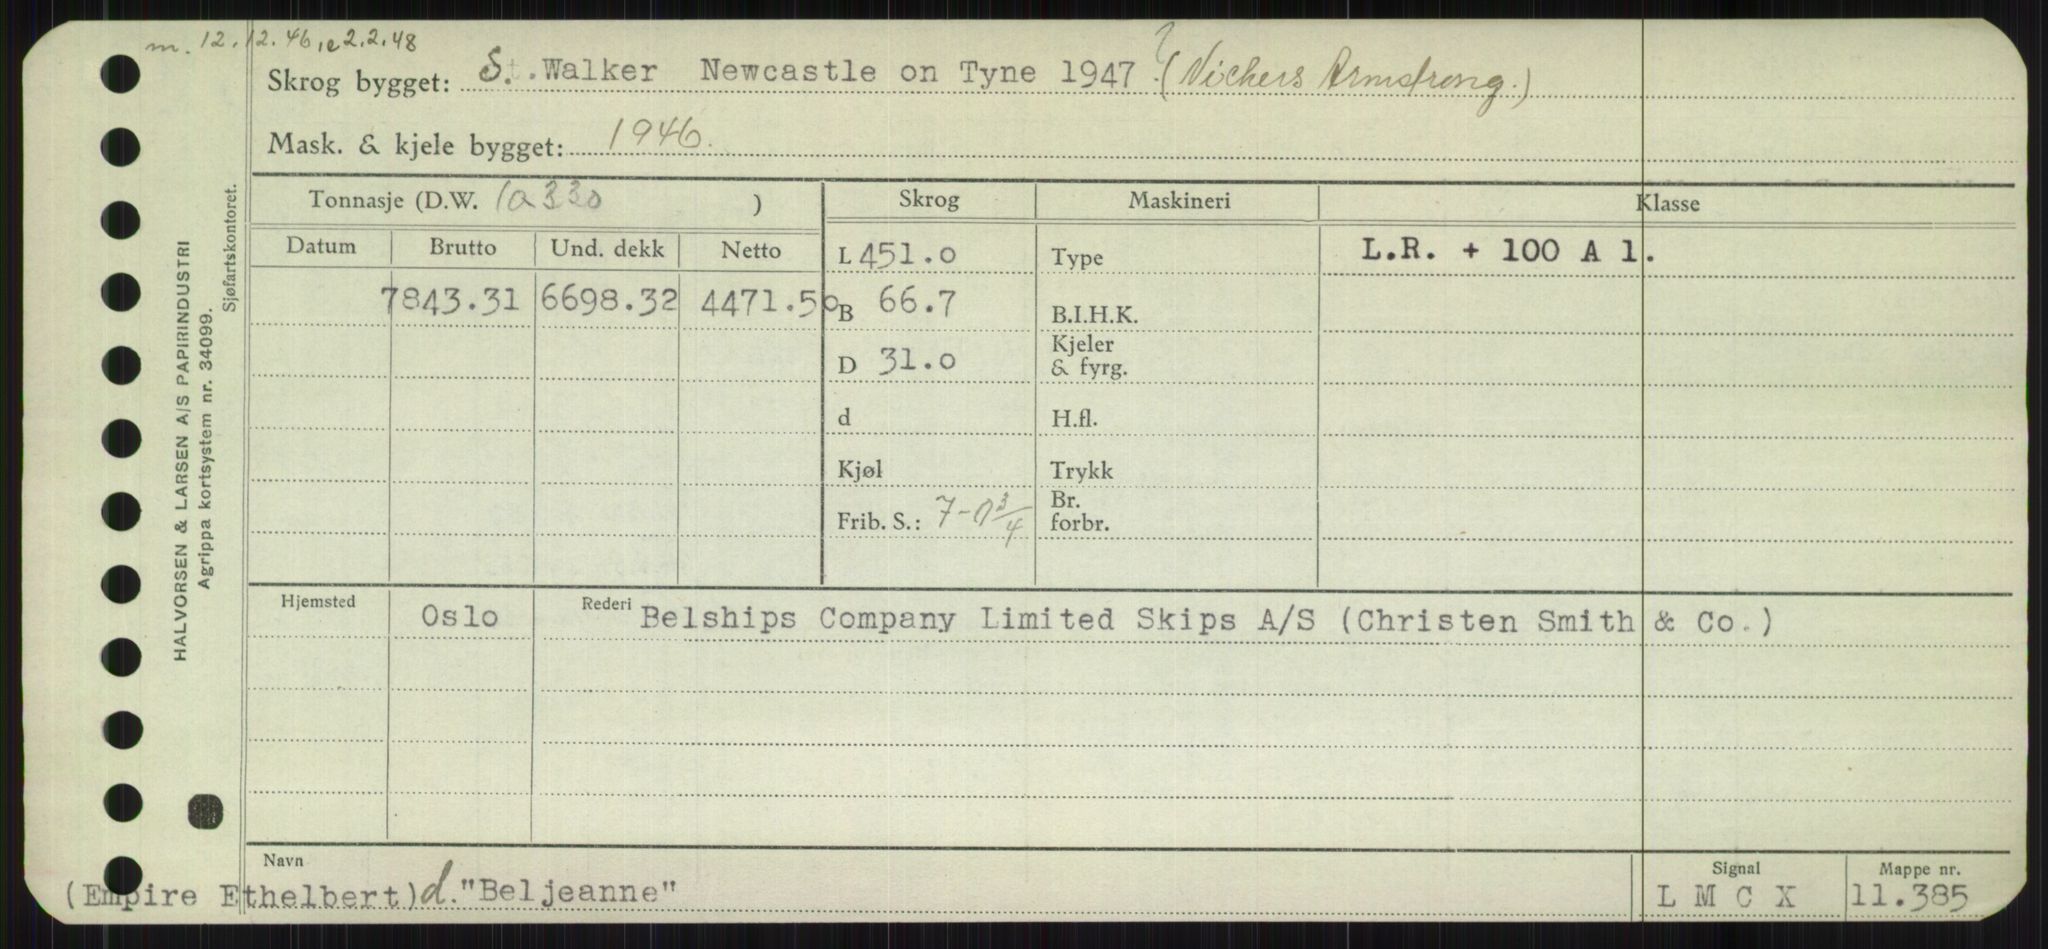 m. 12.12.46, e 2.2.48
Skrog bygget: St. Walker Newcastle on Tyne 1947 ? (Vickers Armstrong.)
Mask. & kjele bygget: 1946.
Tonnasje (D.W. 10330 )
Skrog
Maskineri
Klasse
Datum
Brutto
Und. dekk
Netto
7843.31 6698.32 4471.50
L 451.0
B 66.7
D 31.0
d
Kjøl
Frib. S.: 7-0 3/4
Type
B.I.H.K.
Kjeler
& fyrg.
H.fl.
Trykk
Br.
forbr.
L.R. + 100 A 1.
Hjemsted
Oslo
Rederi Belships Company Limited Skips A/S (Christen Smith & Co.)
Navn
(Empire Ethelbert) d. "Beljeanne"
Signal
L M C X
Mappe nr.
11.385
HALVORSEN & LARSEN A/S PAPIRINDUSTRI
Agrippa kortsystem nr. 34099.
Sjøfartskontoret.